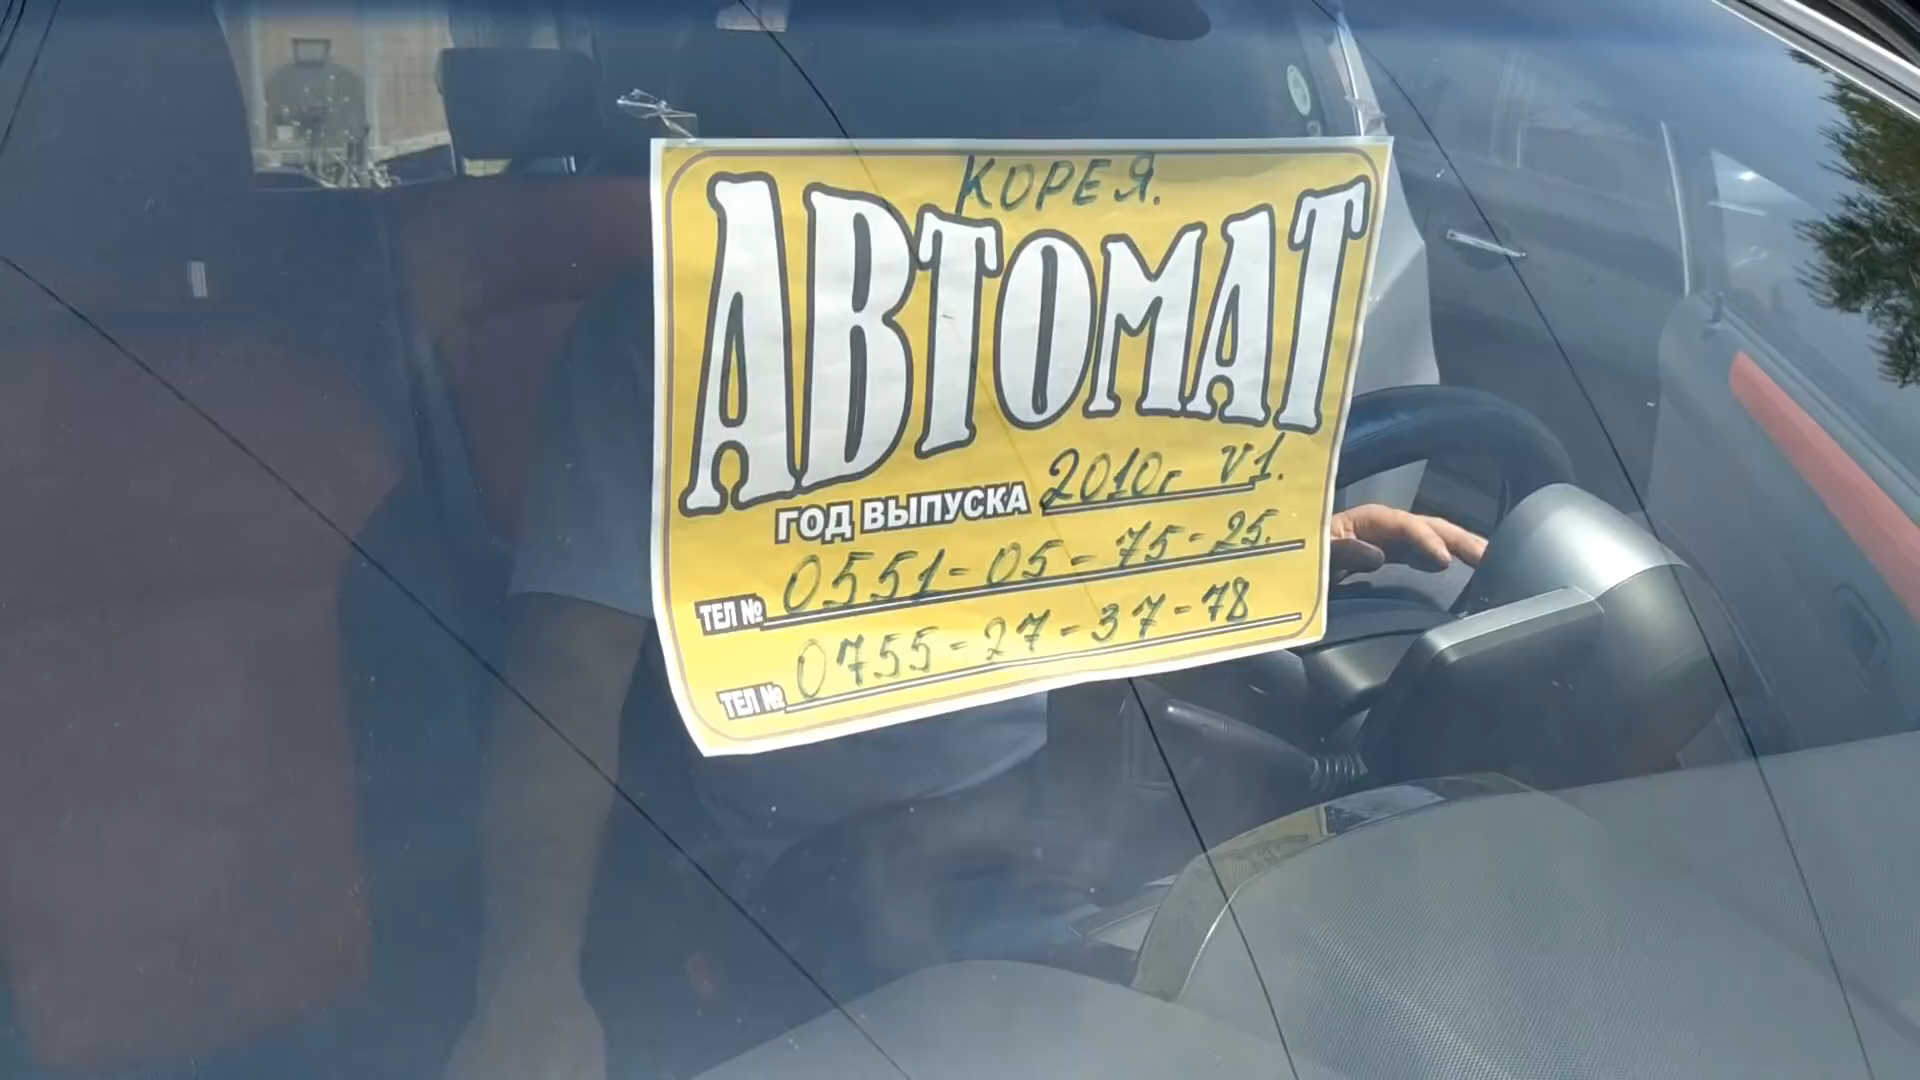 КОРЕЯ.
АВТОМАТ
ГОД ВЫПУСКА 2010г V1.
ТЕЛ № 0551-05-75-25.
ТЕЛ № 0755-27-37-78